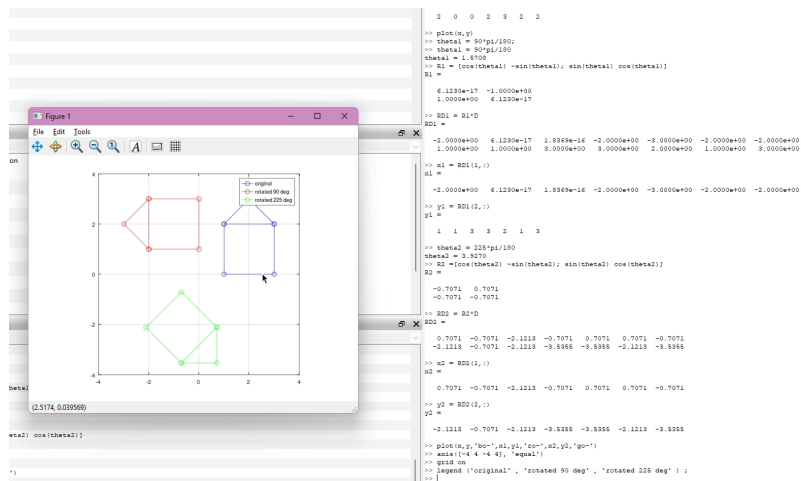 2 0 0 2 3 2 2
>> plot(x,y)
>> theta1 = 90*pi/180;
>> theta1 = 90*pi/180
theta1 = 1.5708
>> R1 = [cos(theta1) -sin(theta1); sin(theta1) cos(theta1)]
R1 =
6.1230e-17 -1.0000e+00
1.0000e+00 6.1230e-17
>> RD1 = R1*D
RD1 =
-2.0000e+00 6.1230e-17 1.8369e-16 -2.0000e+00 -3.0000e+00 -2.0000e+00 -2.0000e+00
1.0000e+00 1.0000e+00 3.0000e+00 3.0000e+00 2.0000e+00 1.0000e+00 3.0000e+00
>> x1 = RD1(1,:)
x1 =
-2.0000e+00 6.1230e-17 1.8369e-16 -2.0000e+00 -3.0000e+00 -2.0000e+00 -2.0000e+00
>> y1 = RD1(2,:)
y1 =
1 1 3 3 2 1 3
>> theta2 = 225*pi/180
theta2 = 3.9270
>> R2 =[cos(theta2) -sin(theta2); sin(theta2) cos(theta2)]
R2 =
-0.7071 0.7071
-0.7071 -0.7071
>> RD2 = R2*D
RD2 =
0.7071 -0.7071 -2.1213 -0.7071 0.7071 0.7071 -0.7071
-2.1213 -0.7071 -2.1213 -3.5355 -3.5355 -2.1213 -3.5355
>> x2 = RD2(1,:)
x2 =
0.7071 -0.7071 -2.1213 -0.7071 0.7071 0.7071 -0.7071
>> y2 = RD2(2,:)
y2 =
-2.1213 -0.7071 -2.1213 -3.5355 -3.5355 -2.1213 -3.5355
>> plot(x,y,'bo-',x1,y1,'ro-',x2,y2,'go-')
>> axis([-4 4 -4 4], 'equal')
>> grid on
>> legend ('original' , 'rotated 90 deg' , 'rotated 225 deg' ) ;
>>
Figure 1
File Edit Tools
A
original
rotated 90 deg
rotated 225 deg
4
2
0
-2
-4
-4 -2 0 2 4
(2.5174, 0.039569)
on
heta1
eta2) cos(theta2)]
')